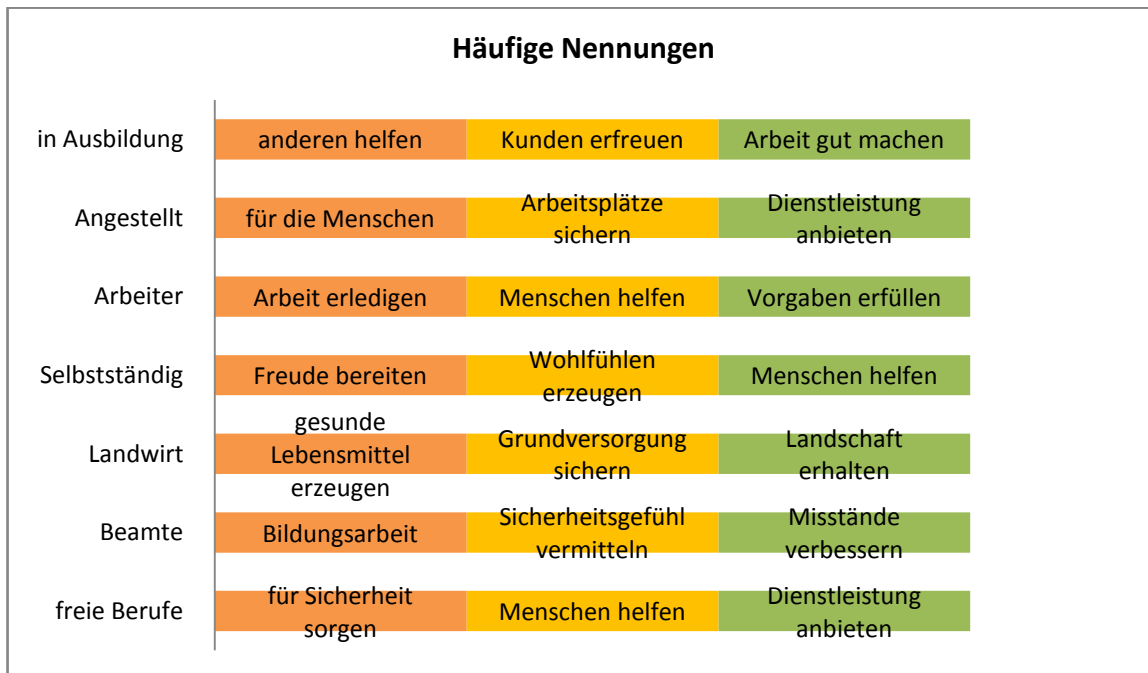 Häufige Nennungen
in Ausbildung
anderen helfen
Kunden erfreuen
Arbeit gut machen
Angestellt
für die Menschen
Arbeitsplätze
sichern
Dienstleistung
anbieten
Arbeiter
Arbeit erledigen
Menschen helfen
Vorgaben erfüllen
Selbstständig
Freude bereiten
Wohlfühlen
erzeugen
Menschen helfen
Landwirt
gesunde
Lebensmittel
erzeugen
Grundversorgung
sichern
Landschaft
erhalten
Beamte
Bildungsarbeit
Sicherheitsgefühl
vermitteln
Misstände
verbessern
freie Berufe
für Sicherheit
sorgen
Menschen helfen
Dienstleistung
anbieten